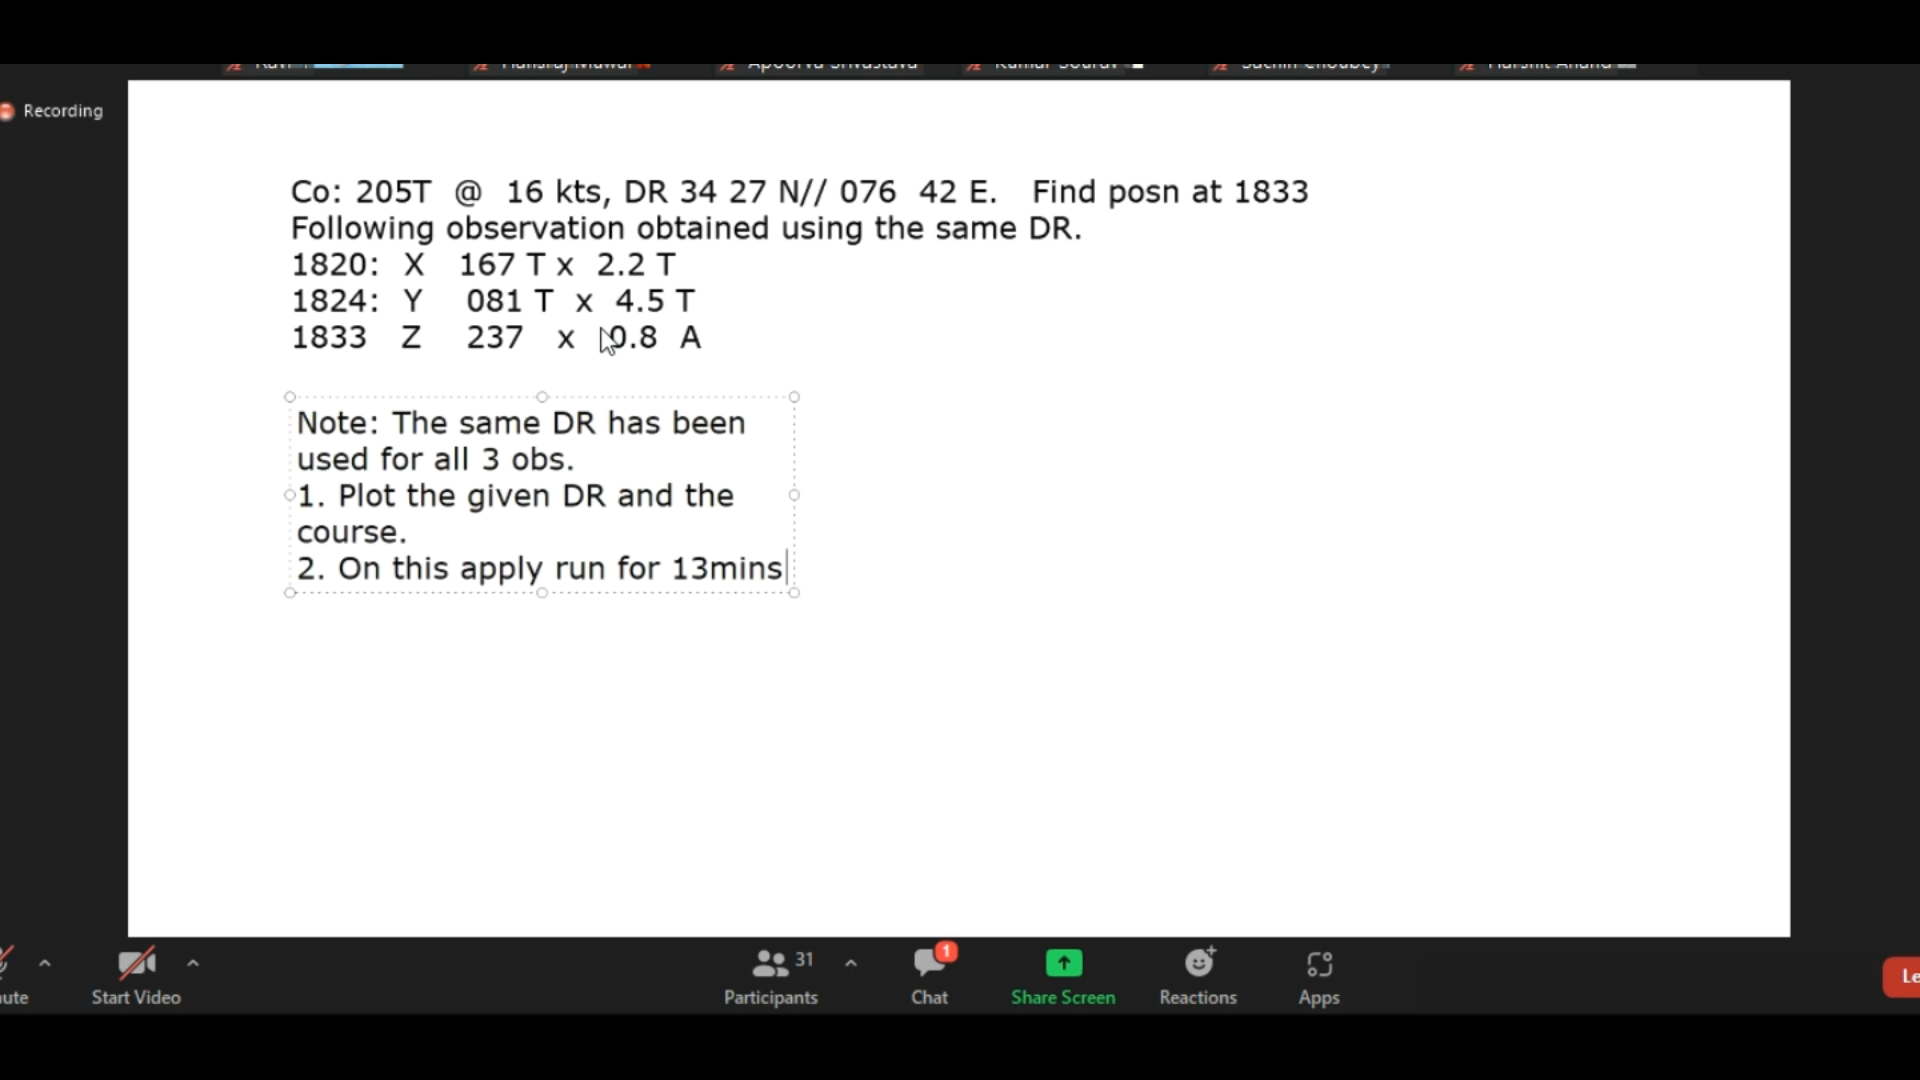 Recording
Co: 205T @ 16 kts, DR 34 27 N// 076 42 E. Find posn at 1833
Following observation obtained using the same DR.
1820: X 167 T x 2.2 T
1824: Y 081 T x 4.5 T
1833 Z 237 x 0.8 A
Note: The same DR has been
used for all 3 obs.
1. Plot the given DR and the
course.
2. On this apply run for 13mins
31
1
Start Video
Participants
Chat
Share Screen
Reactions
Apps